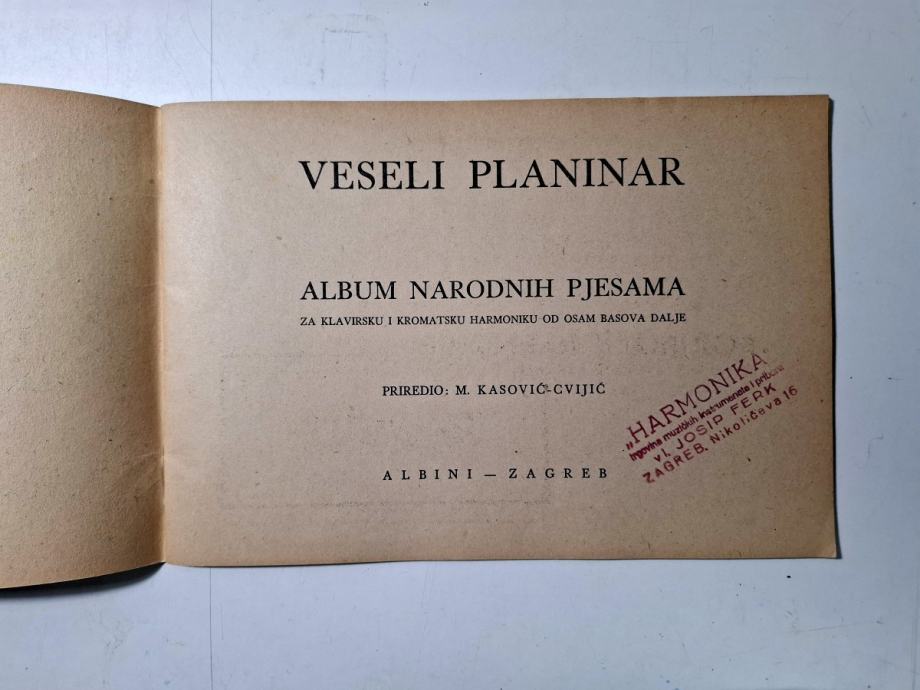 VESELI PLANINAR
ALBUM NARODNIH PJESAMA
ZA KLAVIRSKU I KROMATSKU HARMONIKU OD OSAM BASOVA DALJE
PRIREDIO: M. KASOVIĆ-CVIJIĆ
ALBINI — ZAGREB
„HARMONIKA"
trgovina muzičkih instrumenata i pribora
vl. JOSIP FERK
ZAGREB, Nikolićeva 16